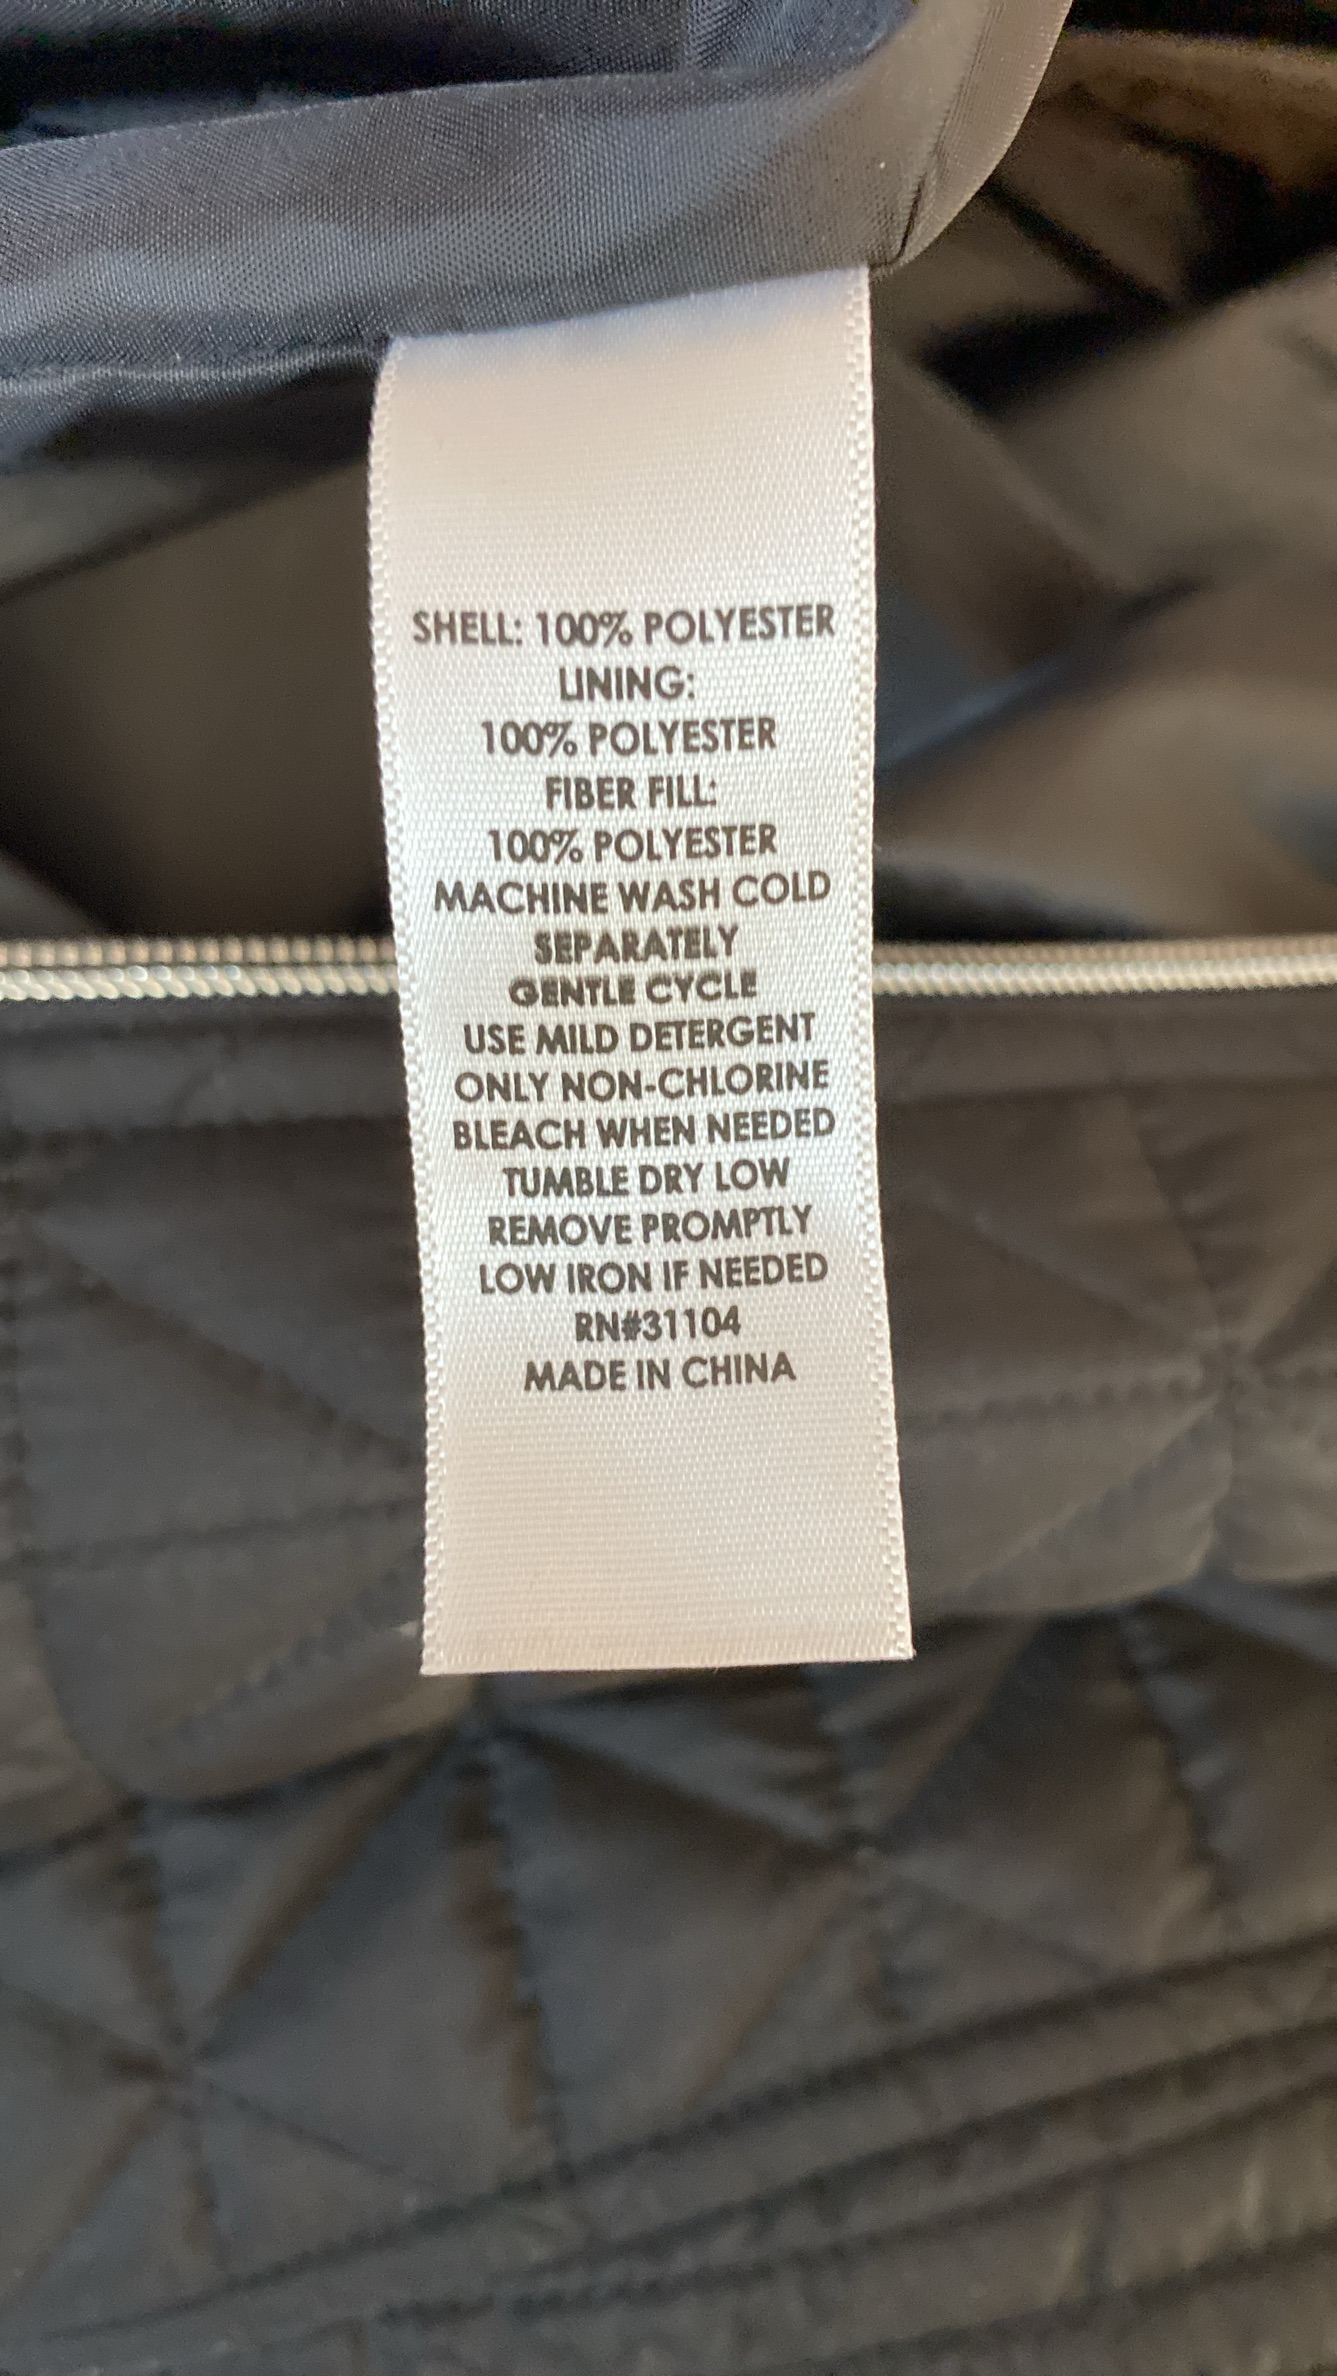 SHELL: 100% POLYESTER
LINING:
100% POLYESTER
FIBER FILL:
100% POLYESTER
MACHINE WASH COLD
SEPARATELY
GENTLE CYCLE
USE MILD DETERGENT
ONLY NON-CHLORINE
BLEACH WHEN NEEDED
TUMBLE DRY LOW
REMOVE PROMPTLY
LOW IRON IF NEEDED
RN#31104
MADE IN CHINA